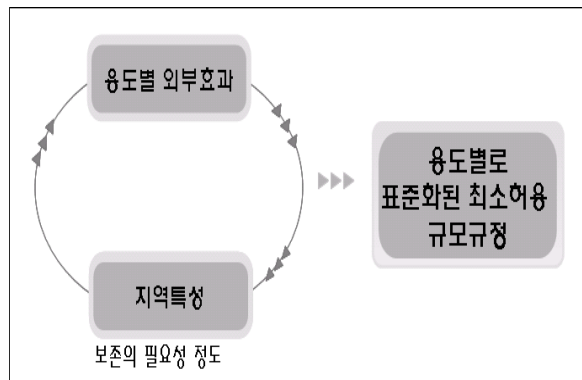 용도별 외부효과
용도별로
표준화된 최소허용
규모규정
지역특성
보존의 필요성 정도